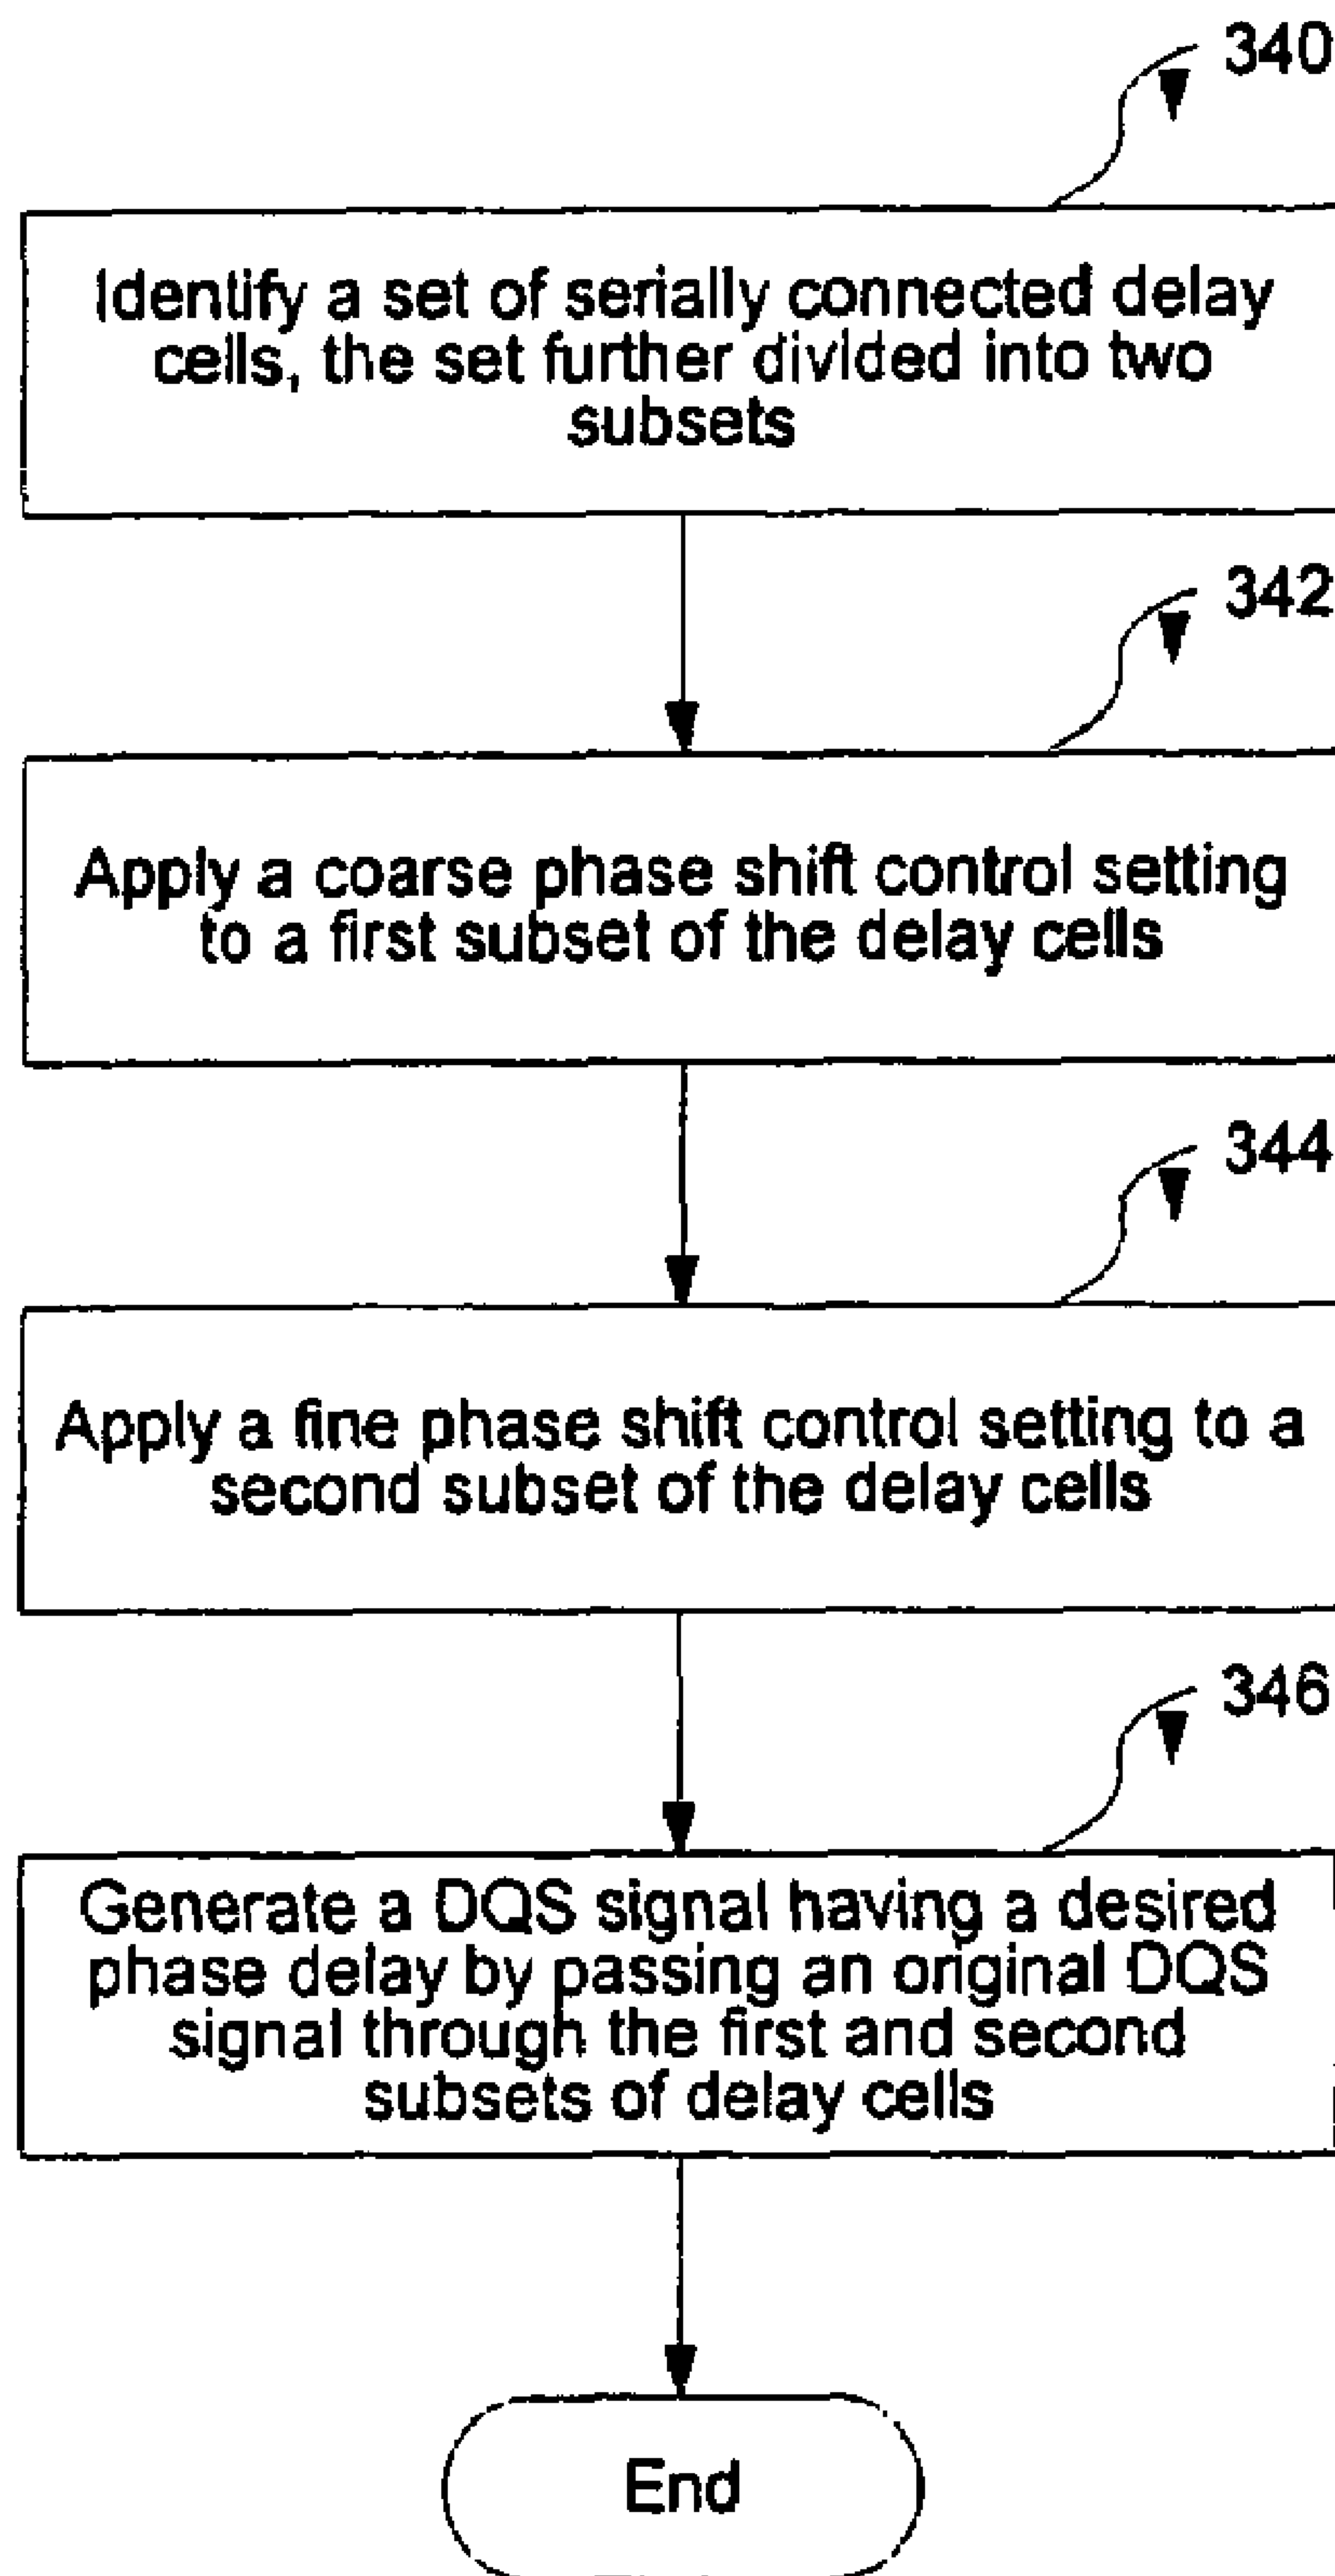 340
Identify a set of serially connected delay
cells, the set further divided into two
subsets
342
Apply a coarse phase shift control setting
to a first subset of the delay cells
344
Apply a fine phase shift control setting to a
second subset of the delay cells
346
Generate a DQS signal having a desired
phase delay by passing an original DQS
signal through the first and second
subsets of delay cells
End